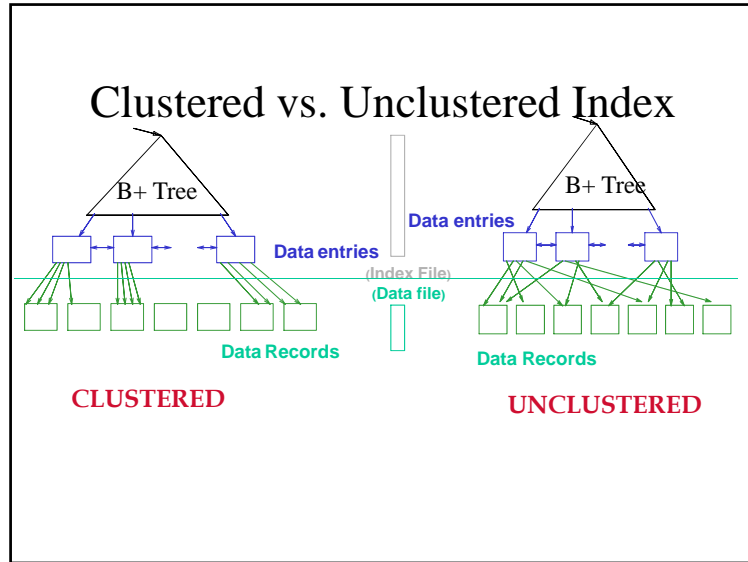 Clustered vs. Unclustered Index
B+ Tree
B+ Tree
Data entries
Data entries
(Index File)
(Data file)
Data Records
Data Records
CLUSTERED
UNCLUSTERED